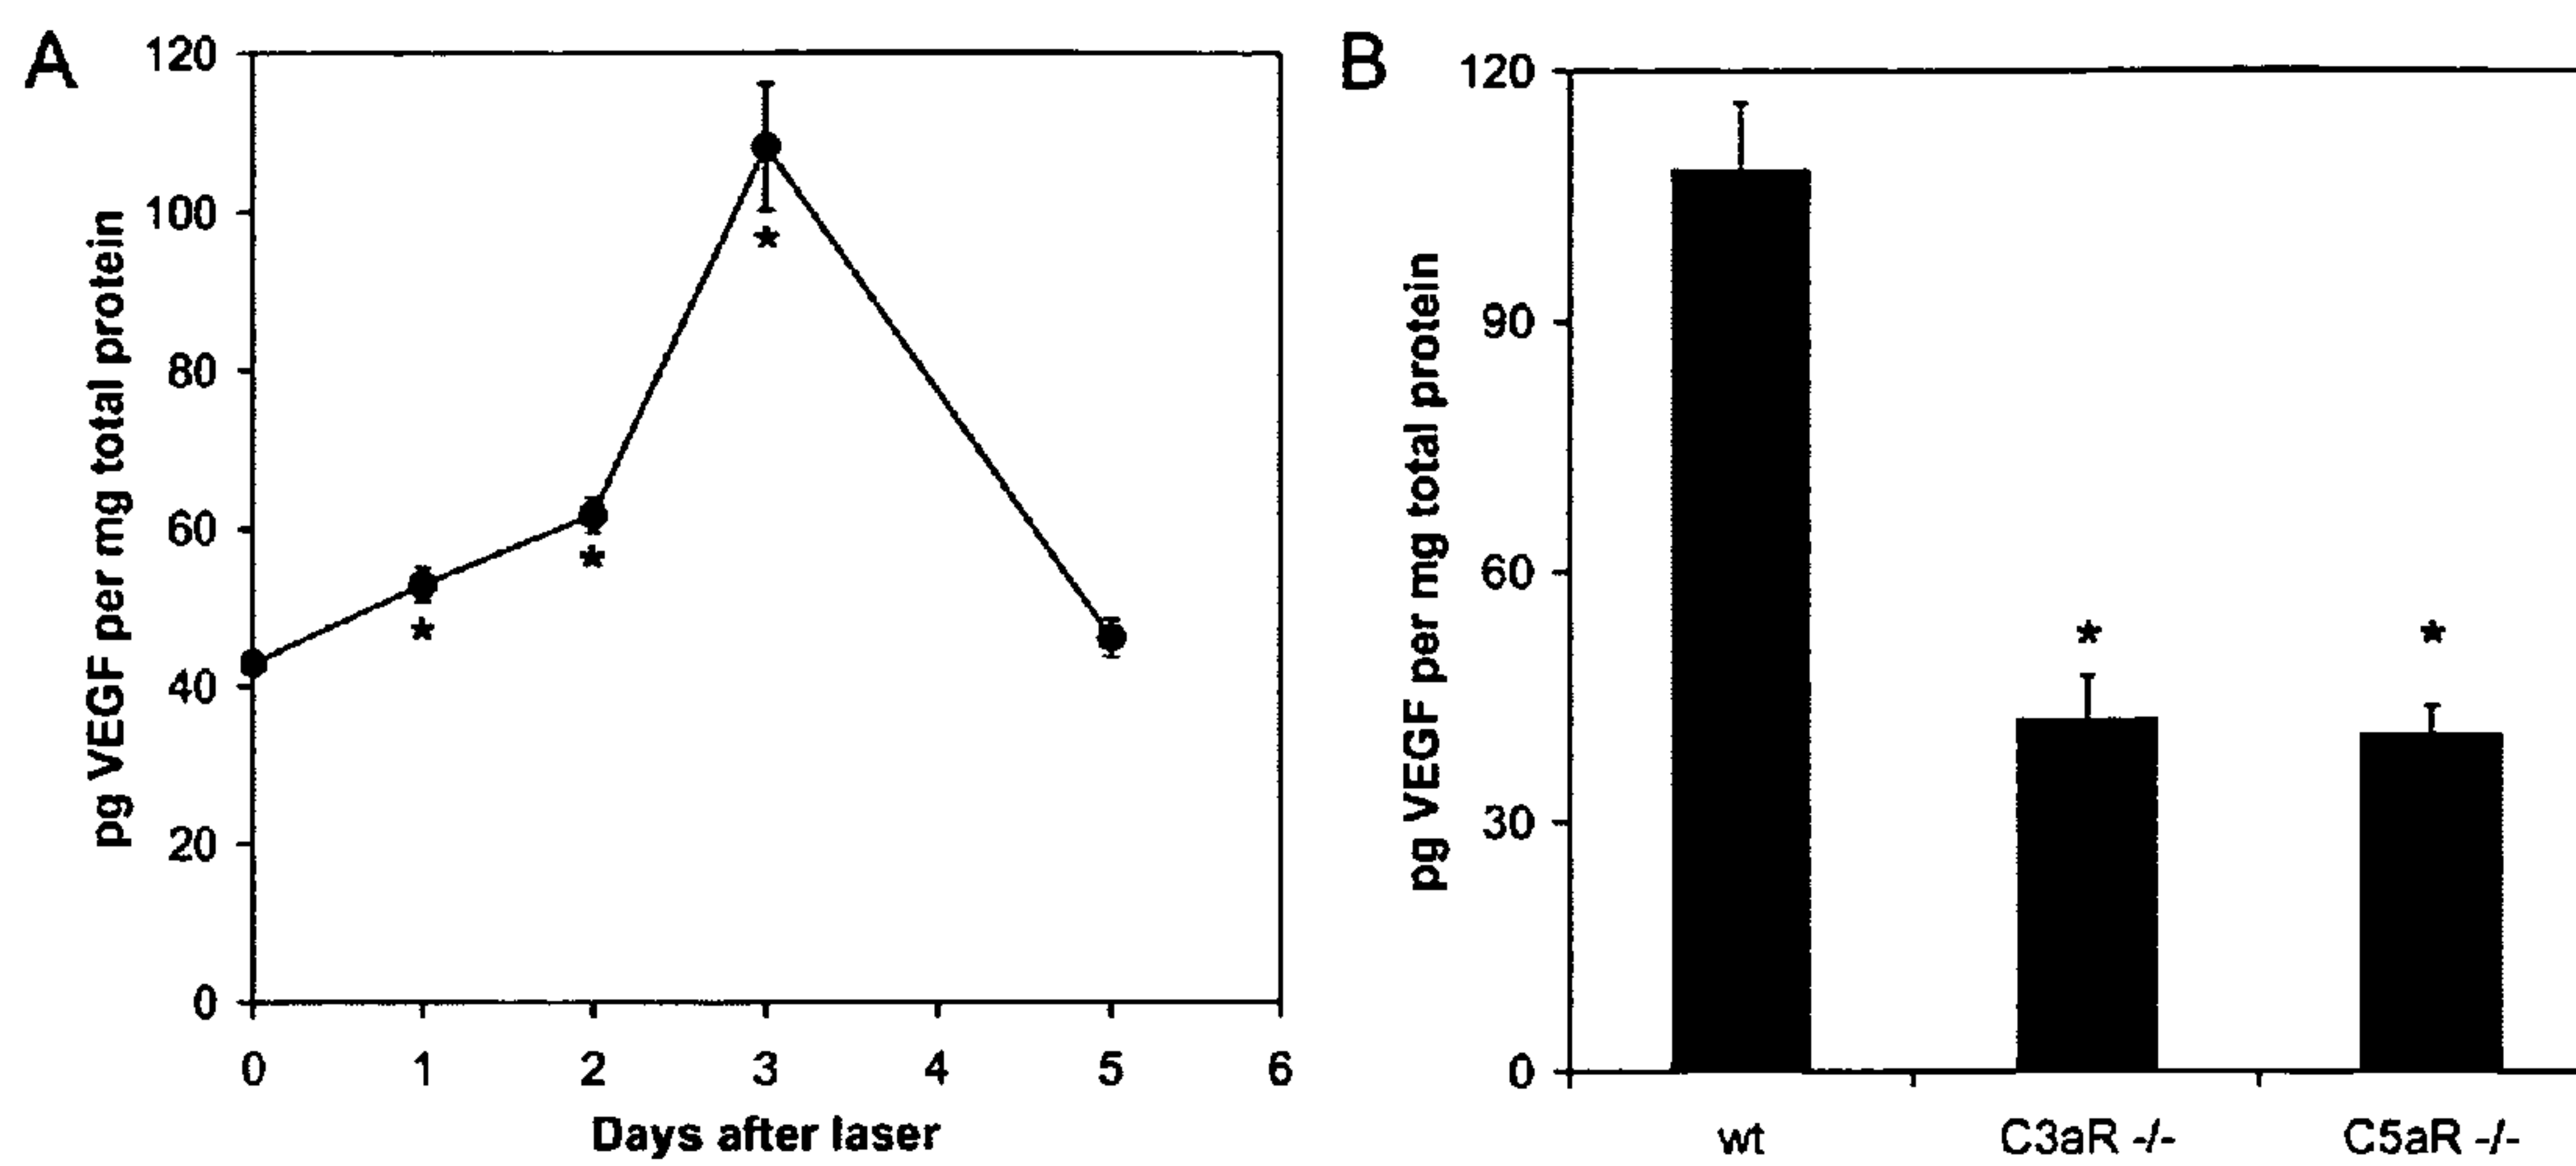 A
120
100
80
60
40
20
0
pg VEGF per mg total protein
*
*
*
0 1 2 3 4 5 6
Days after laser
B
120
90
60
30
0
pg VEGF per mg total protein
* *
wt C3aR -/- C5aR -/-